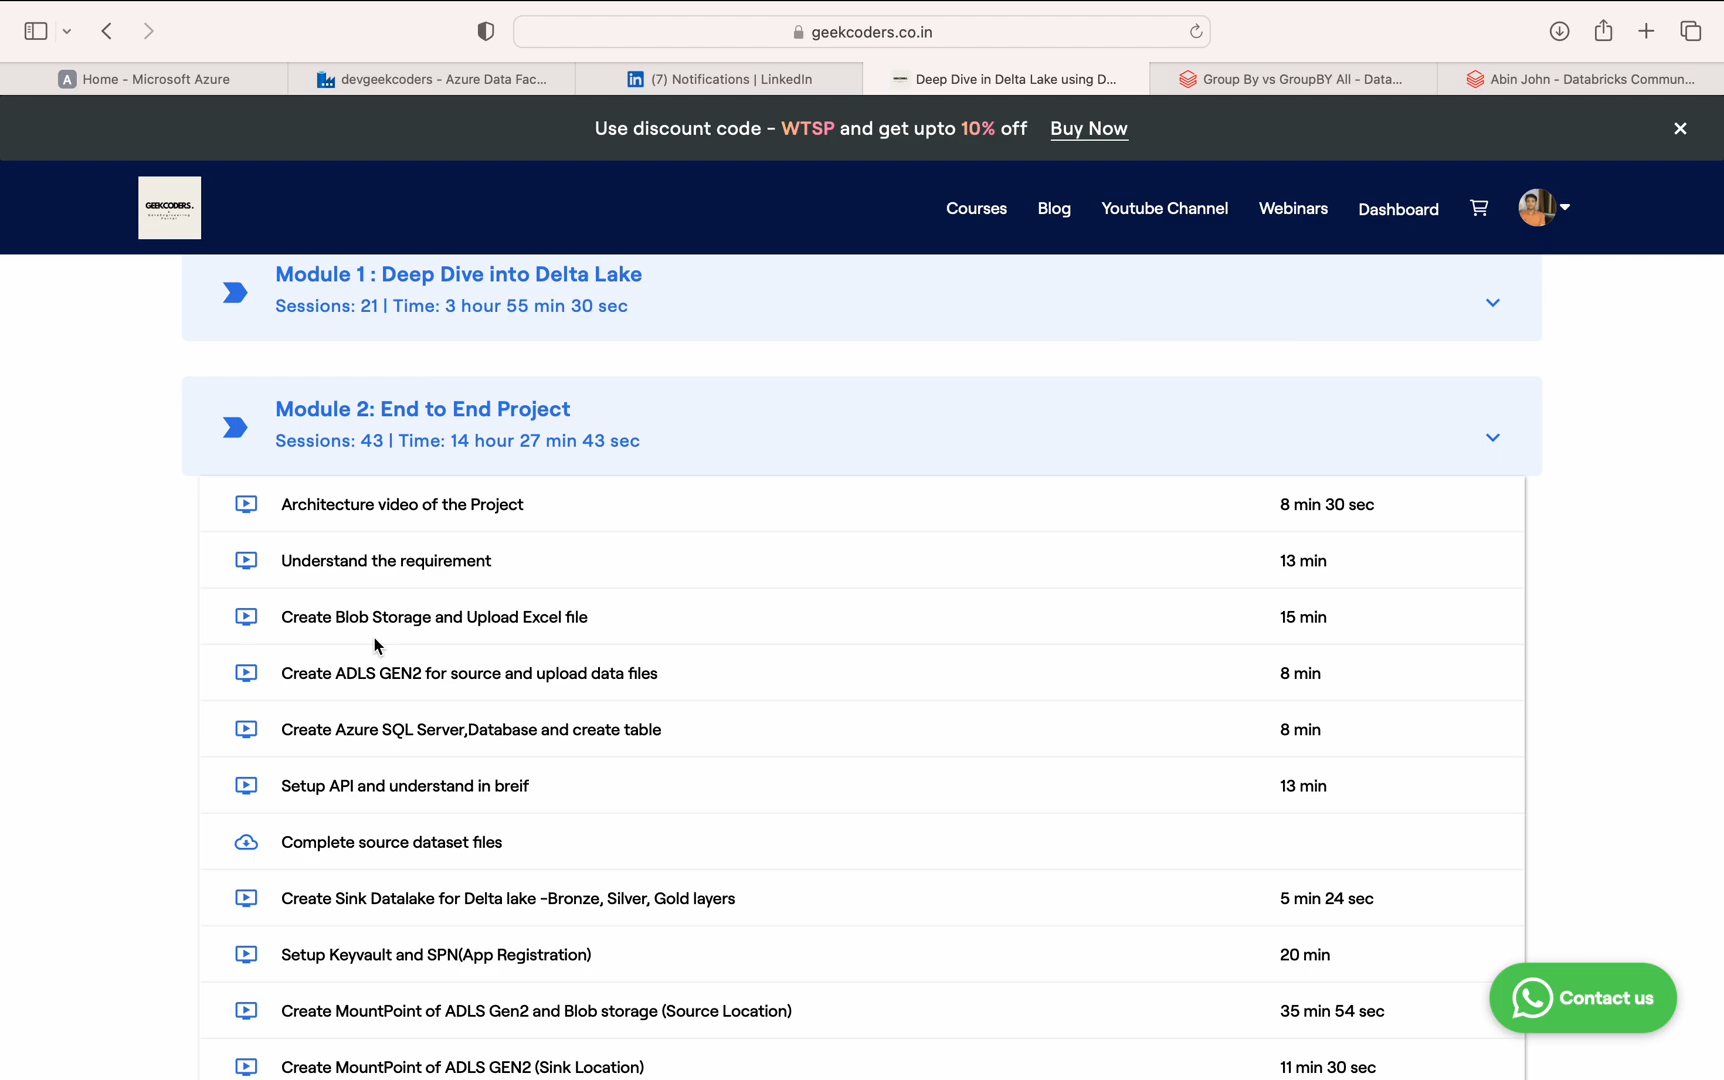 geekcoders.co.in
A Home - Microsoft Azure
devgeekcoders - Azure Data Fac...
in (7) Notifications | LinkedIn
Deep Dive in Delta Lake using D...
Group By vs GroupBY All - Data...
Abin John - Databricks Commun...
Use discount code - WTSP and get upto 10% off Buy Now
GEEKCODERS.
Courses
Blog
Youtube Channel
Webinars
Dashboard
Module 1 : Deep Dive into Delta Lake
Sessions: 21 | Time: 3 hour 55 min 30 sec
Module 2: End to End Project
Sessions: 43 | Time: 14 hour 27 min 43 sec
Architecture video of the Project 8 min 30 sec
Understand the requirement 13 min
Create Blob Storage and Upload Excel file 15 min
Create ADLS GEN2 for source and upload data files 8 min
Create Azure SQL Server,Database and create table 8 min
Setup API and understand in breif 13 min
Complete source dataset files
Create Sink Datalake for Delta lake -Bronze, Silver, Gold layers 5 min 24 sec
Setup Keyvault and SPN(App Registration) 20 min
Create MountPoint of ADLS Gen2 and Blob storage (Source Location) 35 min 54 sec
Create MountPoint of ADLS GEN2 (Sink Location) 11 min 30 sec
Contact us